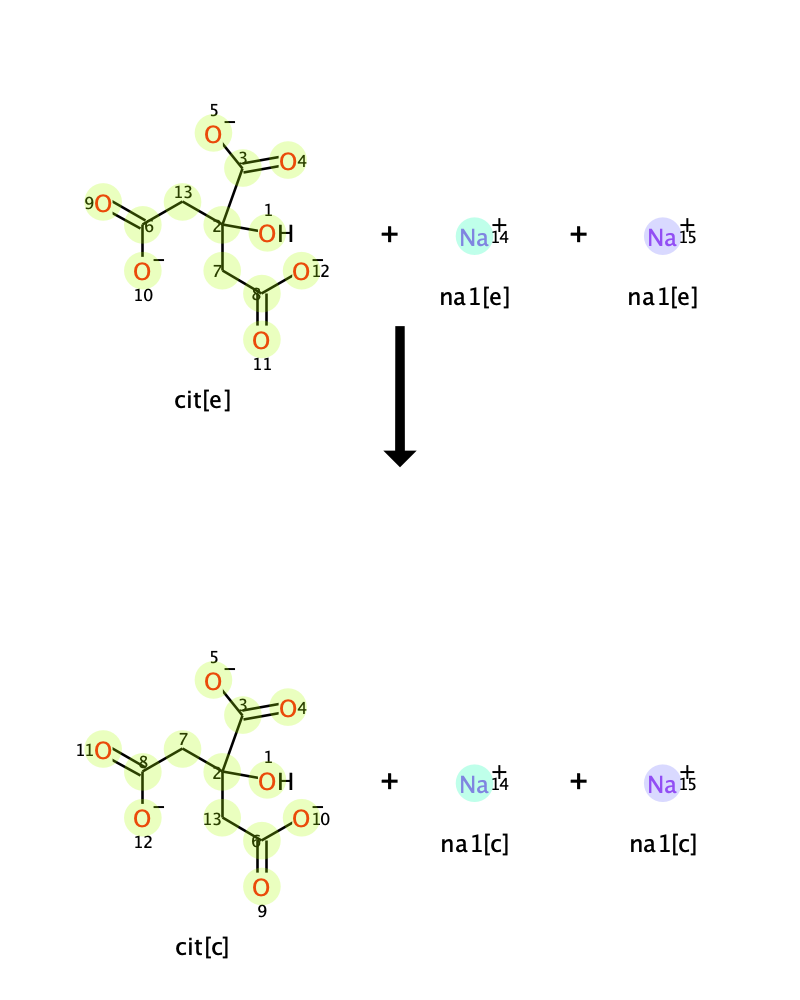 5
O−
3
O4
13
9O
1
6
2
OH
+
Na+
14
+
Na+
15
7
O−12
O−
8
10
na1[e]
na1[e]
O
11
cit[e]
5
O−
3
O4
7
11O
1
8
2
OH
+
Na+
14
+
Na+
15
13
O−10
O−
6
12
na1[c]
na1[c]
O
9
cit[c]